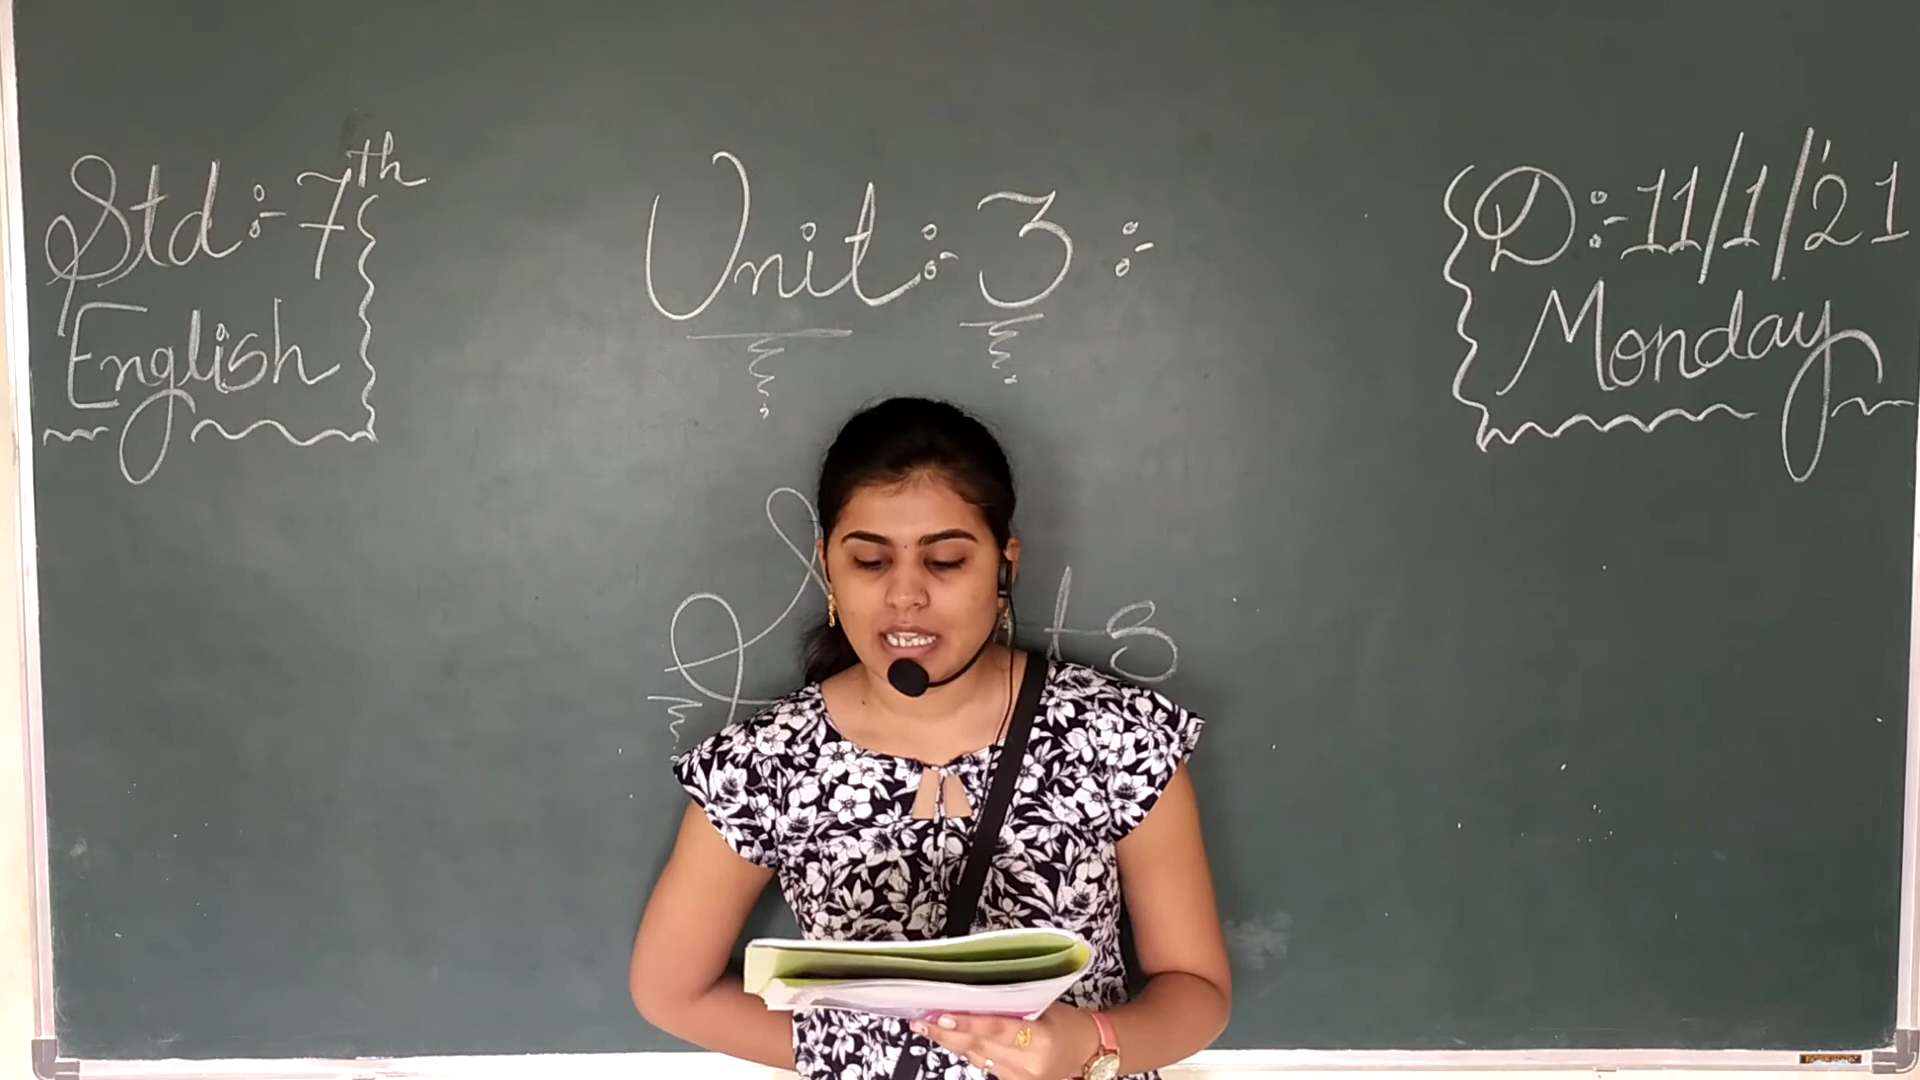 Std:- 7th
English
Unit:- 3 :-
D:-11/1/'21
Monday